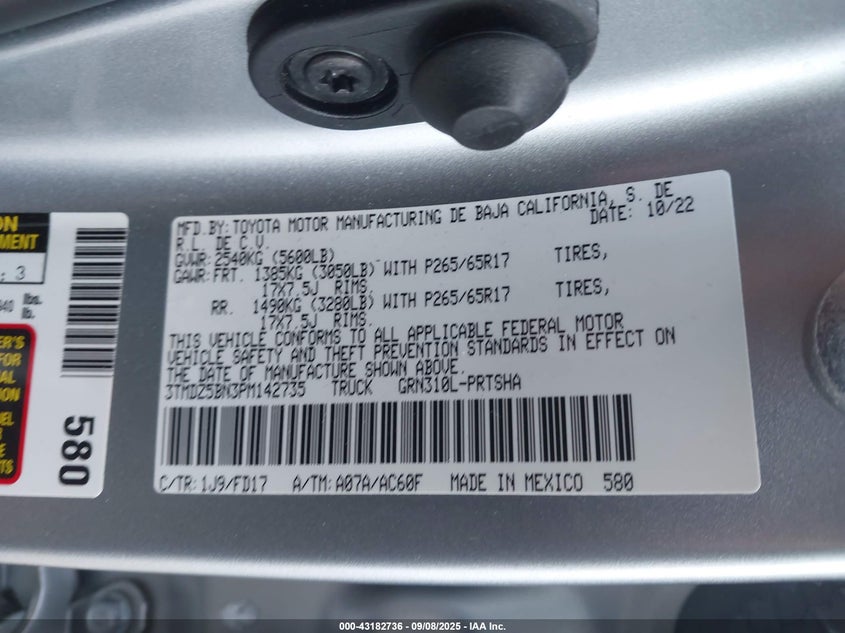 MFD.BY: TOYOTA MOTOR MANUFACTURING DE BAJA CALIFORNIA, S. DE
R.L. DE C.V. DATE: 10/22
GVWR: 2540KG (5600LB)
GAWR: FRT. 1385KG (3050LB) WITH P265/65R17 TIRES,
17X7.5J RIMS.
RR. 1490KG (3280LB) WITH P265/65R17 TIRES,
17X7.5J RIMS.
THIS VEHICLE CONFORMS TO ALL APPLICABLE FEDERAL MOTOR
VEHICLE SAFETY AND THEFT PREVENTION STANDARDS IN EFFECT ON
THE DATE OF MANUFACTURE SHOWN ABOVE.
3TMDZ5BN3PM142735 TRUCK GRN310L-PRTSHA
C/TR: 1J9/FD17 A/TM: A07A/AC60F MADE IN MEXICO 580
: 3
lbs.
lb.
580
000-43182736 - 09/08/2025 - IAA Inc.